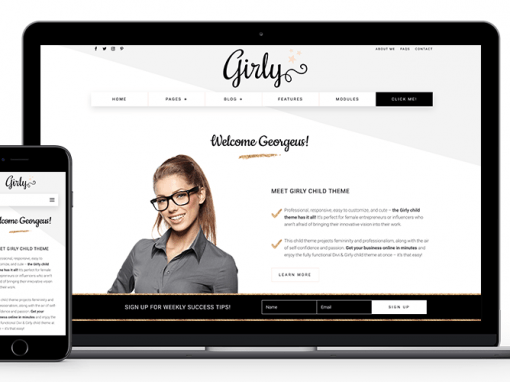 ABOUT ME PAGE CONTACT
Girly
HOME PAGES BLOG FEATURES MODULES CLICK ME!
Welcome Georgeus!
MEET GIRLY CHILD THEME
Professional, responsive, easy to customize, and cute – the Girly child
theme has it all! It's perfect for female entrepreneurs or influencers who
aren't afraid of bringing their innovative vision into their work.
This child theme projects femininity and professionalism, along with the air
of self confidence and passion. Get your business online in minutes and
enjoy the fully functional Divi & Girly child theme at once – it's that easy!
LEARN MORE
SIGN UP FOR WEEKLY SUCCESS TIPS! Name Email SIGN UP
Girly
come Georgeus!
T GIRLY CHILD THEME